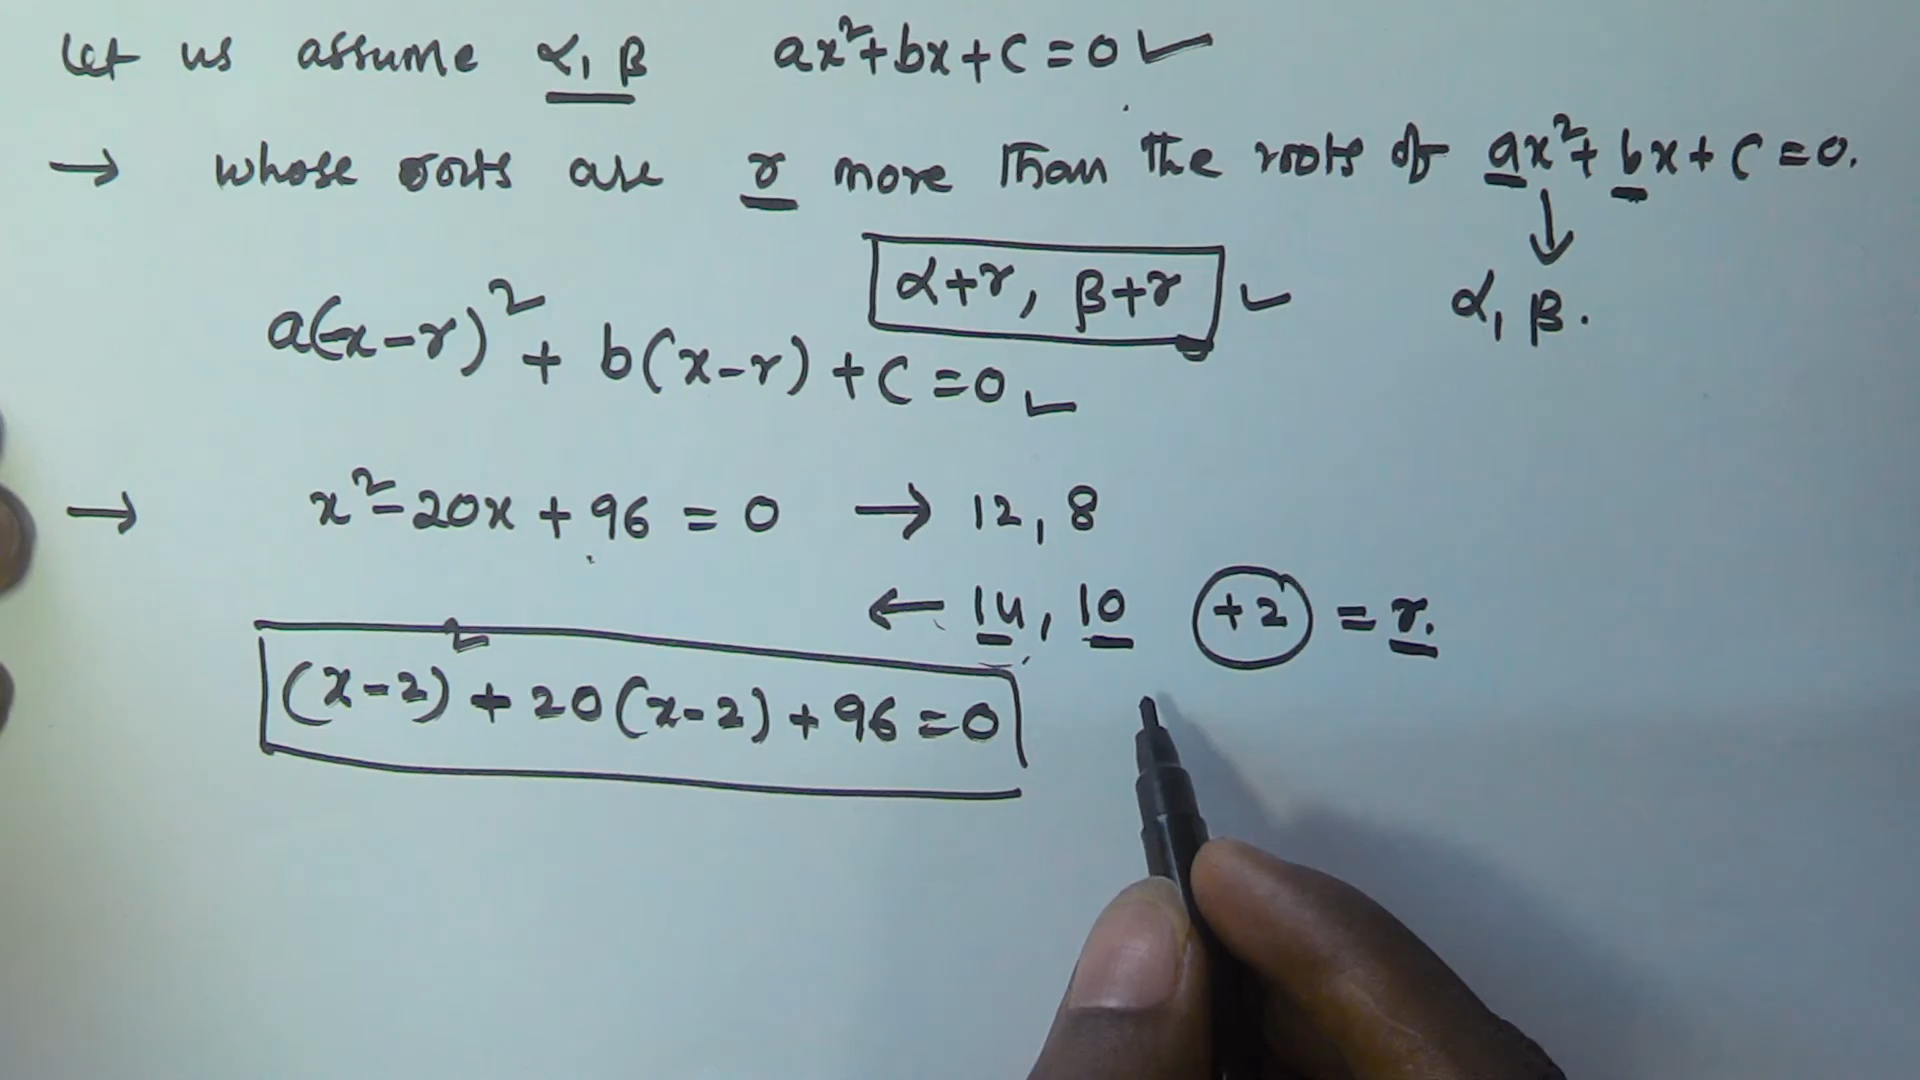 Let us assume α, β ax²+bx+c=0 ✓
→ whose roots are r more than the roots of ax²+bx+c=0.
↓
α+r, β+r ✓ α, β.
a(x-r)² + b(x-r) + c = 0 ✓
→ x²-20x+96 = 0 → 12, 8
← 14, 10 +2 = r.
(x-2)² + 20(x-2) + 96 = 0